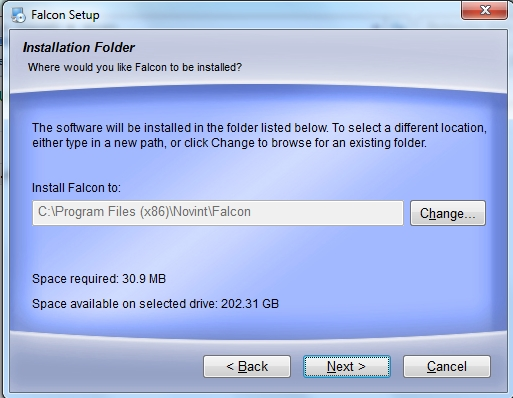 Falcon Setup
Installation Folder
Where would you like Falcon to be installed?
The software will be installed in the folder listed below. To select a different location,
either type in a new path, or click Change to browse for an existing folder.
Install Falcon to:
C:\Program Files (x86)\Novint\Falcon
Change...
Space required: 30.9 MB
Space available on selected drive: 202.31 GB
< Back
Next >
Cancel